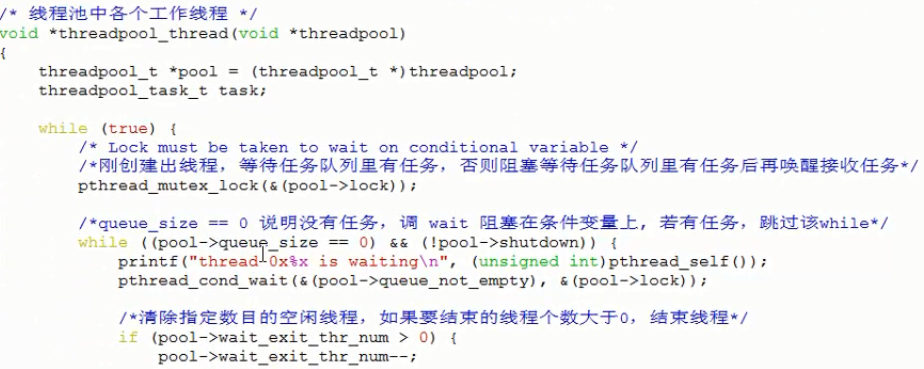 /* 线程池中各个工作线程 */
void *threadpool_thread(void *threadpool)
{
    threadpool_t *pool = (threadpool_t *)threadpool;
    threadpool_task_t task;

    while (true) {
        /* Lock must be taken to wait on conditional variable */
        /*刚创建出线程，等待任务队列里有任务，否则阻塞等待任务队列里有任务后再唤醒接收任务*/
        pthread_mutex_lock(&(pool->lock));

        /*queue_size == 0 说明没有任务，调 wait 阻塞在条件变量上, 若有任务，跳过该while*/
        while ((pool->queue_size == 0) && (!pool->shutdown)) {
            printf("thread 0x%x is waiting\n", (unsigned int)pthread_self());
            pthread_cond_wait(&(pool->queue_not_empty), &(pool->lock));

            /*清除指定数目的空闲线程，如果要结束的线程个数大于0，结束线程*/
            if (pool->wait_exit_thr_num > 0) {
                pool->wait_exit_thr_num--;